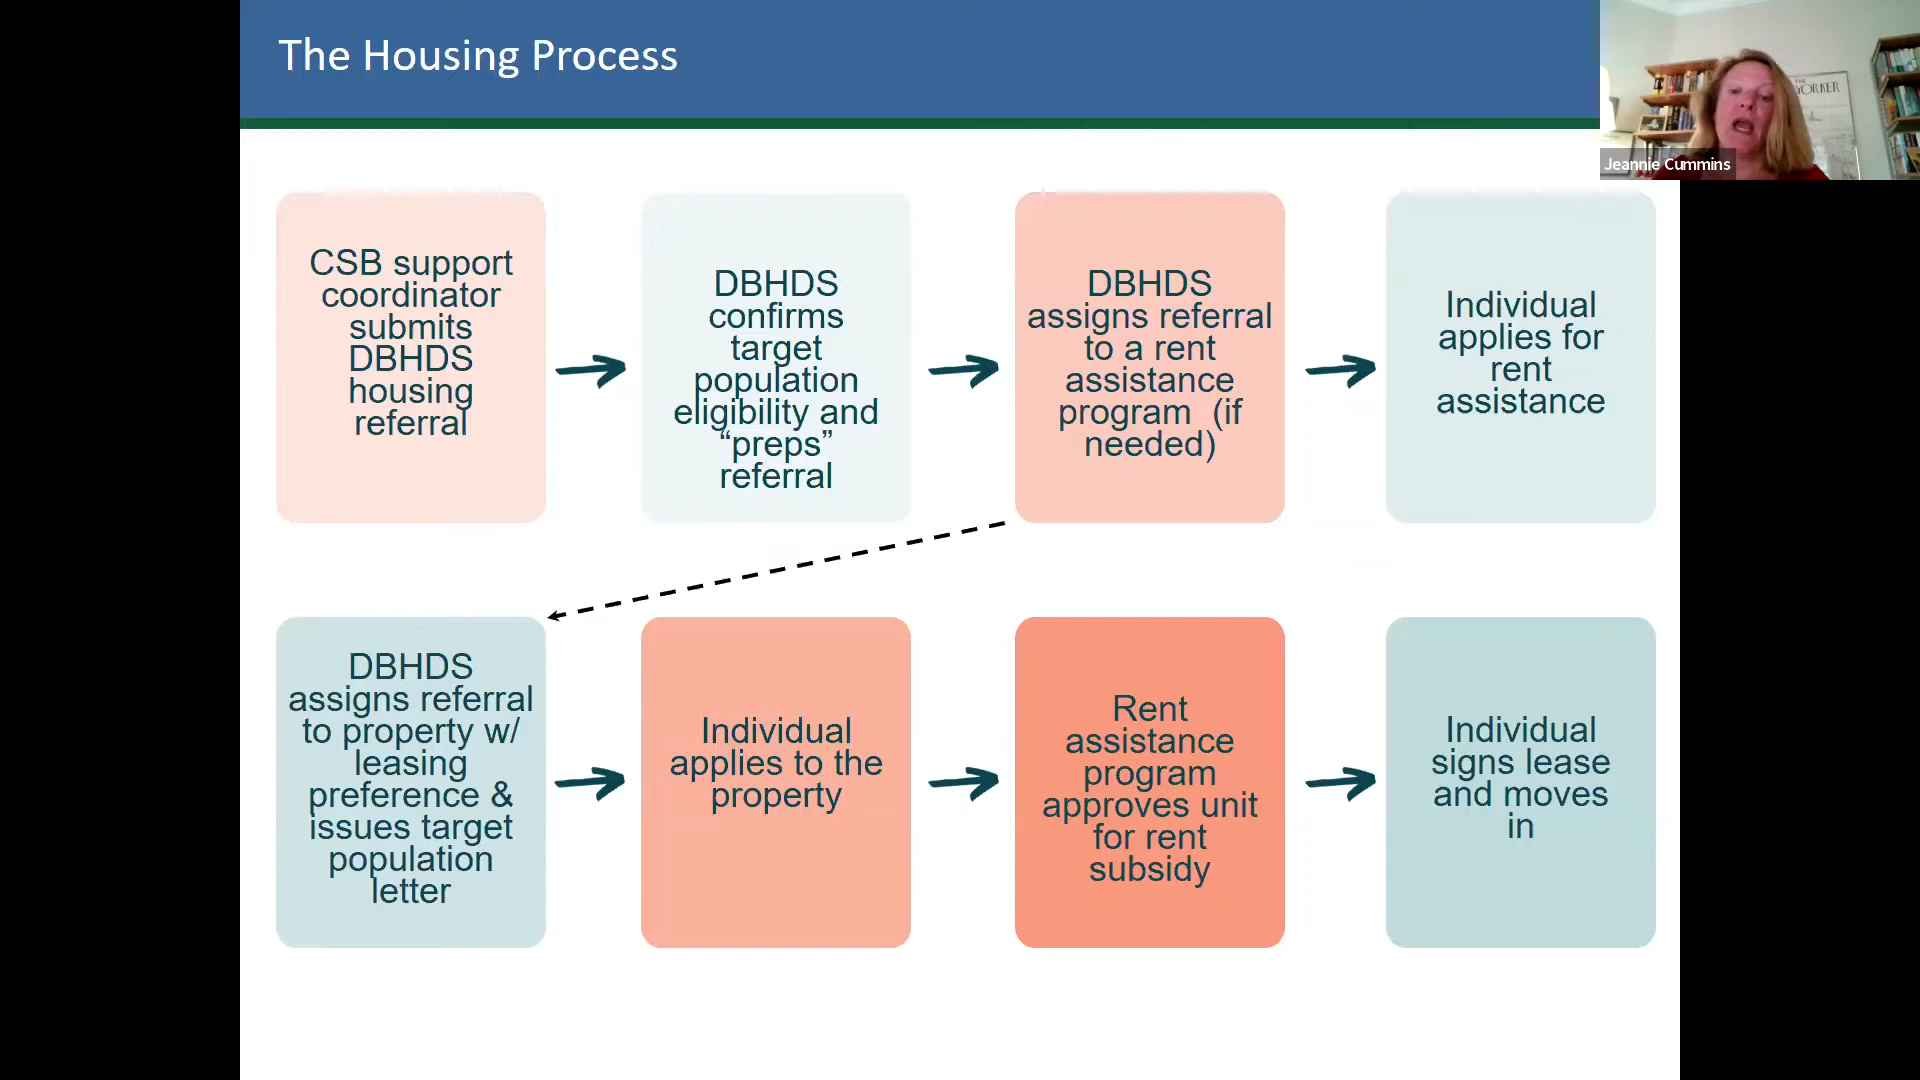 The Housing Process
THE
YORKER
Jeannie Cummins
CSB support
coordinator
submits
DBHDS
housing
referral
DBHDS
confirms
target
population
eligibility and
“preps”
referral
DBHDS
assigns referral
to a rent
assistance
program  (if
needed)
Individual
applies for
rent
assistance
DBHDS
assigns referral
to property w/
leasing
preference &
issues target
population
letter
Individual
applies to the
property
Rent
assistance
program
approves unit
for rent
subsidy
Individual
signs lease
and moves
in